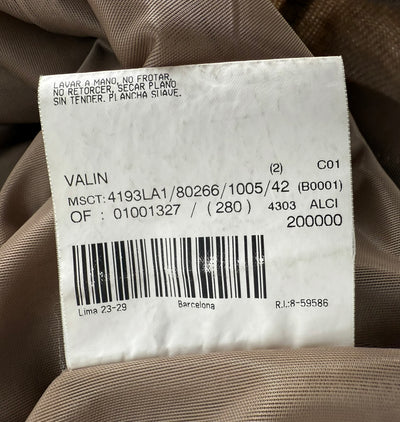 LAVAR A MANO, NO FROTAR,
NO RETORCER, SECAR PLANO
SIN TENDER. PLANCHA SUAVE.
VALIN (2) C01
MSCT: 4193LA1/80266/1005/42 (B0001)
OF : 01001327 / (280) 4303 ALCI
200000
Lima 23-29 Barcelona R.I.:8-59586